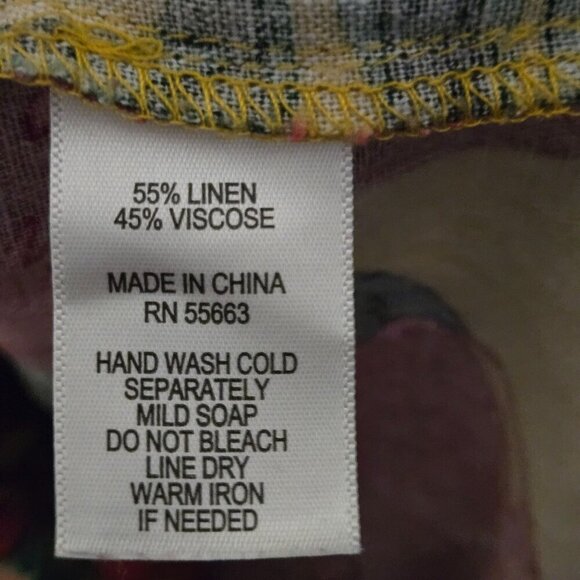 55% LINEN
45% VISCOSE
MADE IN CHINA
RN 55663
HAND WASH COLD
SEPARATELY
MILD SOAP
DO NOT BLEACH
LINE DRY
WARM IRON
IF NEEDED